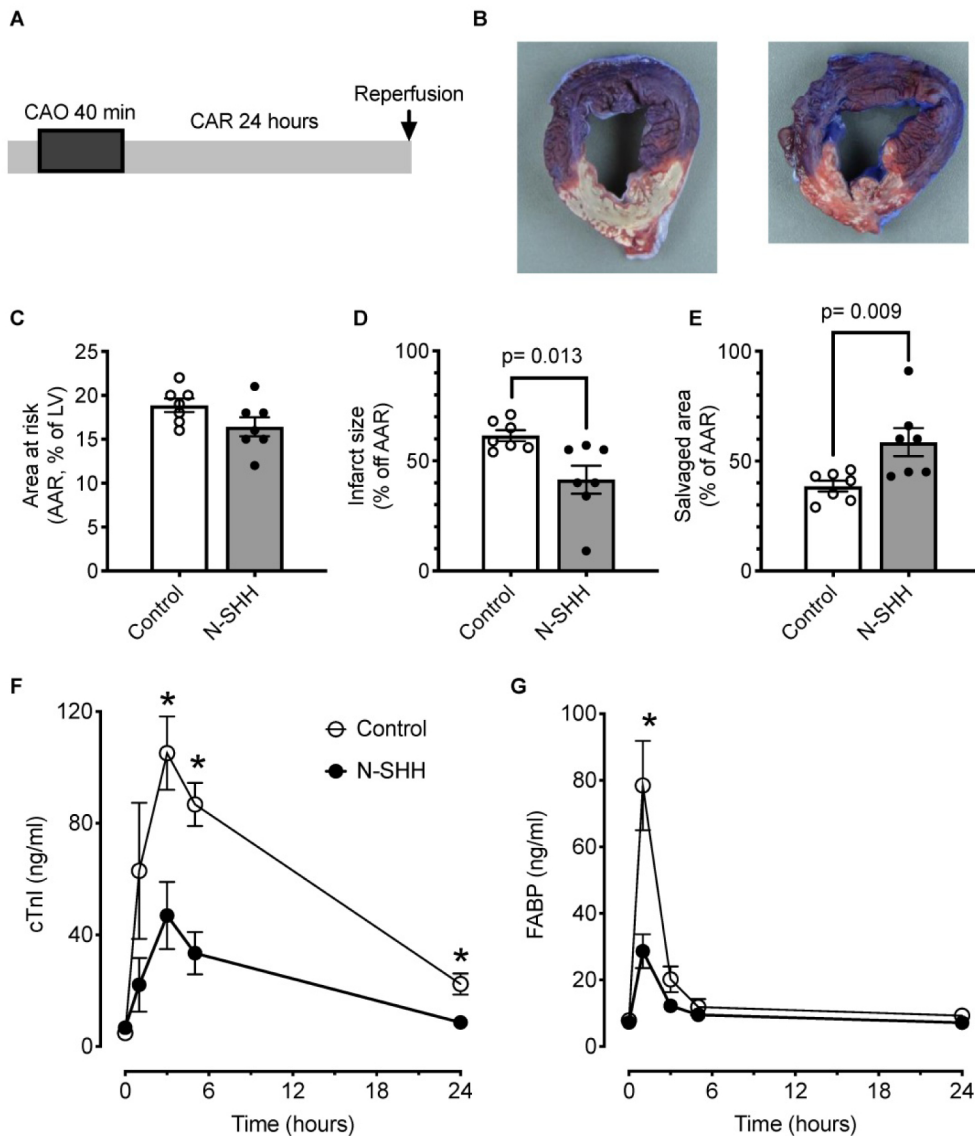 A
B
CAO 40 min
CAR 24 hours
Reperfusion
C
D
E
25
20
15
10
5
0
Area at risk
(AAR, % of LV)
Control
N-SHH
100
50
0
Infarct size
(% off AAR)
p= 0.013
Control
N-SHH
100
50
0
Salvaged area
(% of AAR)
p= 0.009
Control
N-SHH
F
G
120
80
40
0
cTnI (ng/ml)
*
*
*
Control
N-SHH
0
6
12
18
24
Time (hours)
100
80
60
40
20
0
FABP (ng/ml)
*
0
6
12
18
24
Time (hours)